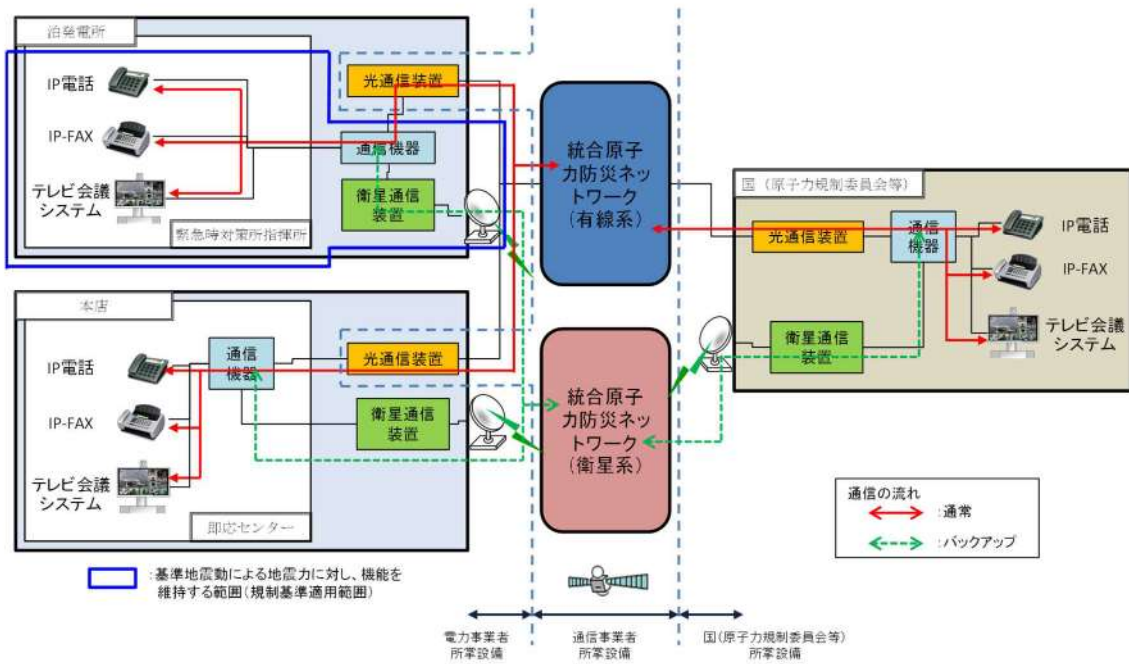 泊発電所
IP電話
IP-FAX
テレビ会議
システム
緊急時対策所指揮所
光通信装置
通信機器
衛星通信
装置
本店
IP電話
IP-FAX
テレビ会議
システム
即応センター
通信
機器
光通信装置
衛星通信
装置
統合原子
力防災ネッ
トワーク
(有線系)
統合原子
力防災ネッ
トワーク
(衛星系)
国（原子力規制委員会等）
光通信装置
通信
機器
衛星通信
装置
IP電話
IP-FAX
テレビ会議
システム
通信の流れ
:通常
:バックアップ
:基準地震動による地震力に対し、機能を
維持する範囲(規制基準適用範囲)
電力事業者
所掌設備
通信事業者
所掌設備
国(原子力規制委員会等)
所掌設備